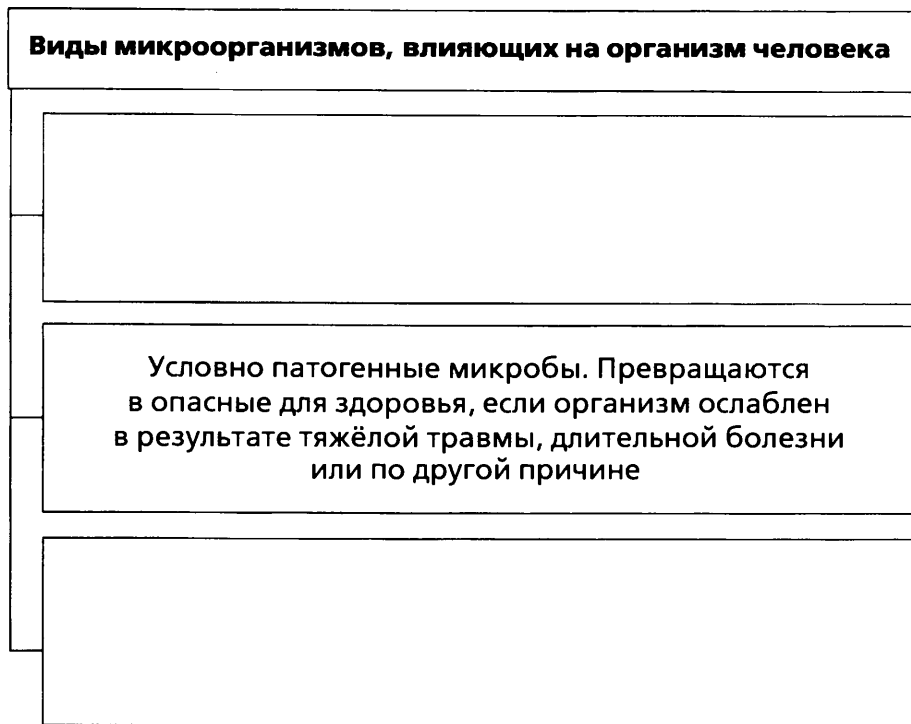 Виды микроорганизмов, влияющих на организм человека
Условно патогенные микробы. Превращаются
в опасные для здоровья, если организм ослаблен
в результате тяжёлой травмы, длительной болезни
или по другой причине